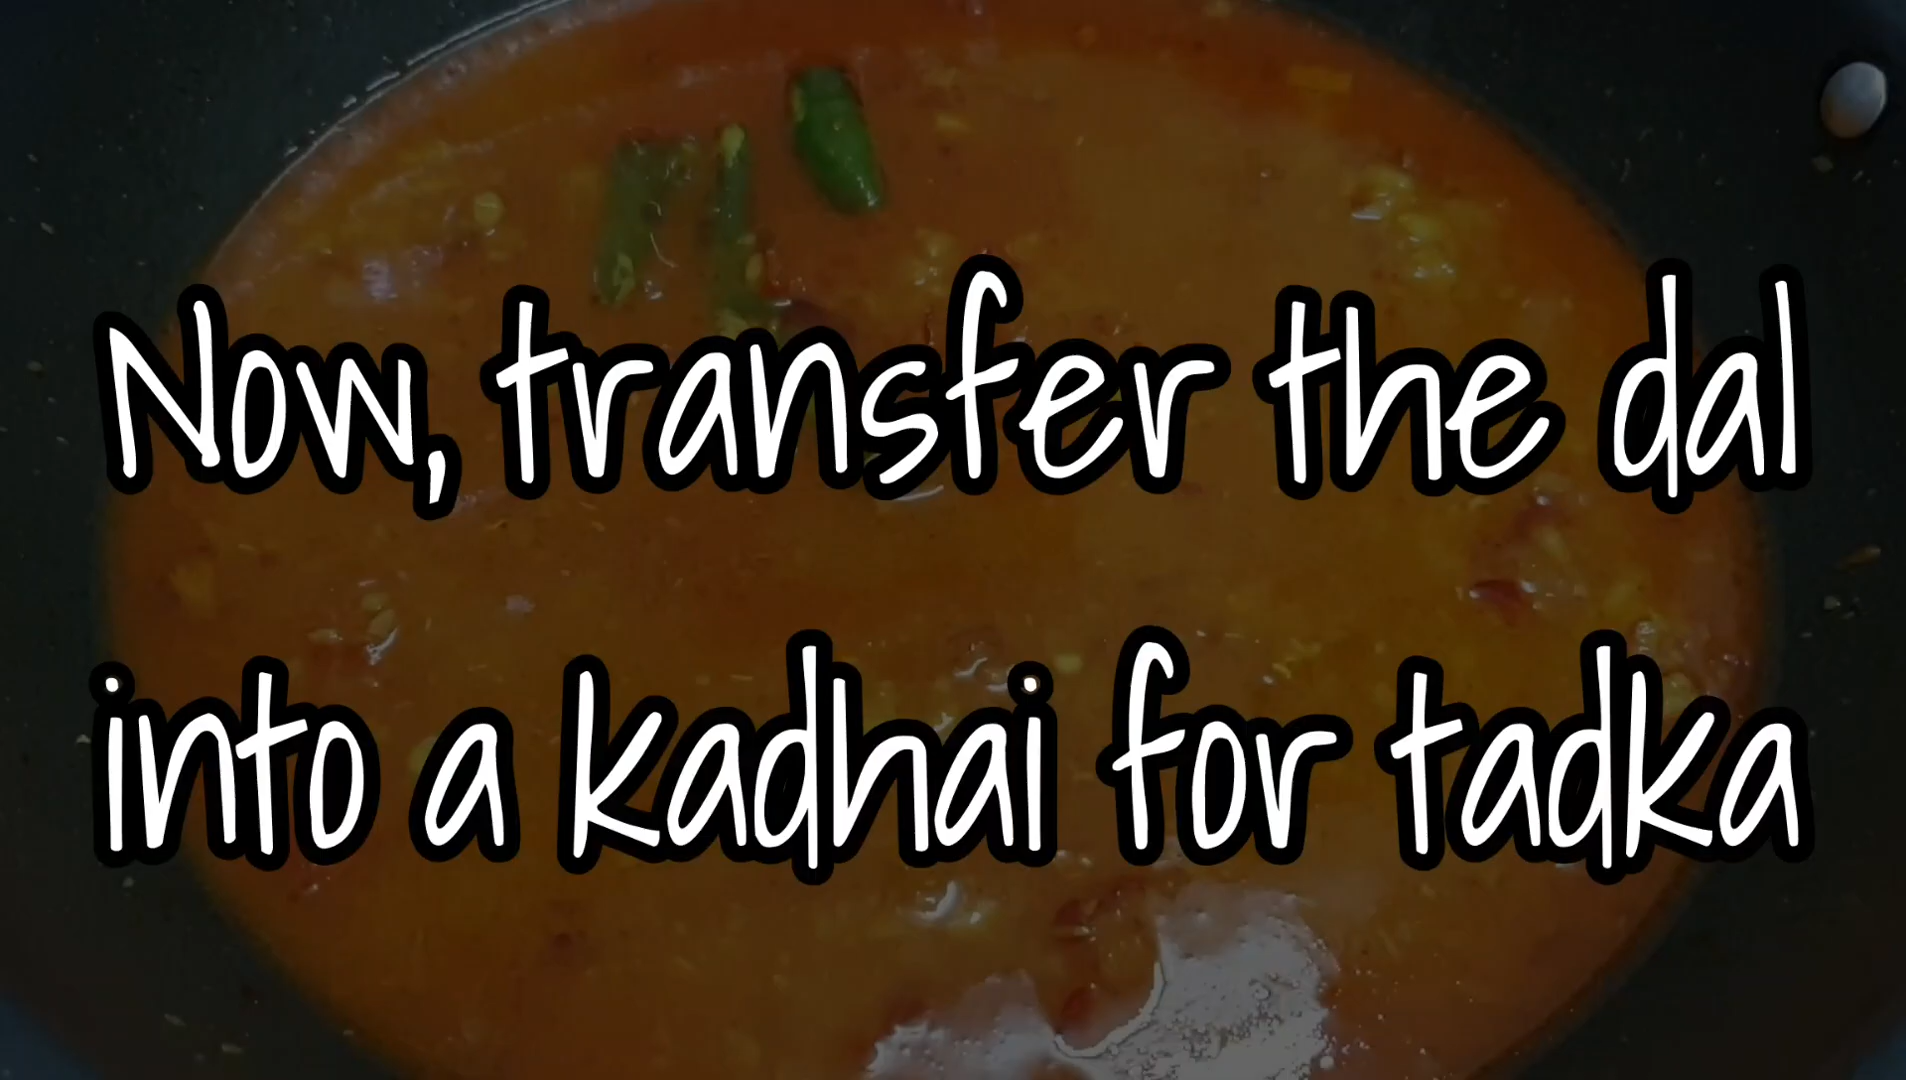 Now, transfer the dal
into a kadhai for tadka